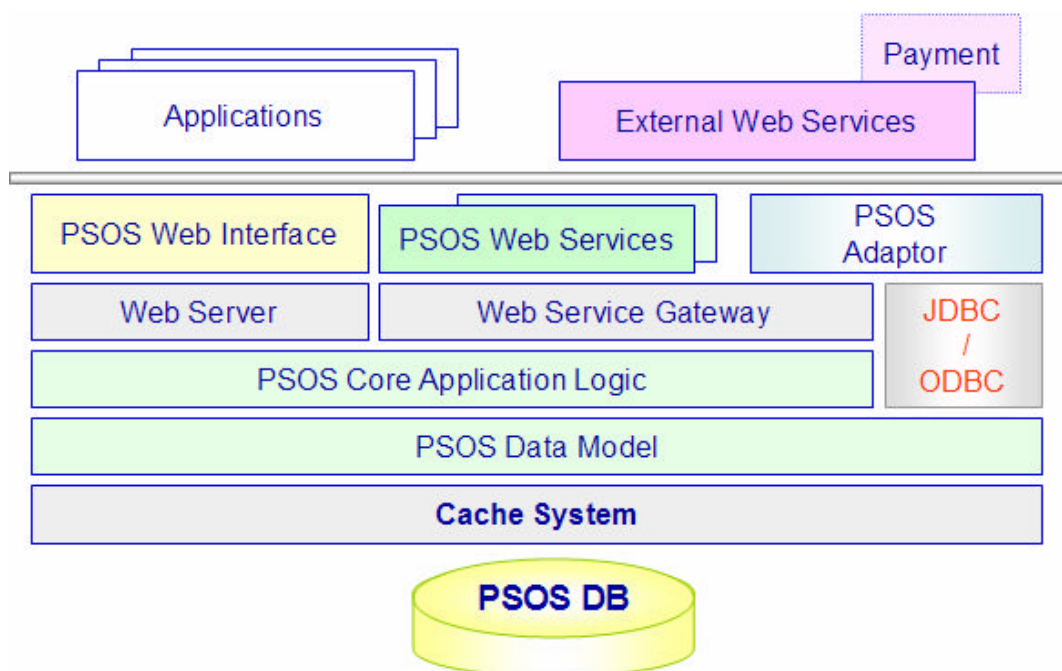 Payment
Applications
External Web Services
PSOS Web Interface
PSOS Web Services
PSOS
Adaptor
Web Server
Web Service Gateway
JDBC
/
ODBC
PSOS Core Application Logic
PSOS Data Model
Cache System
PSOS DB